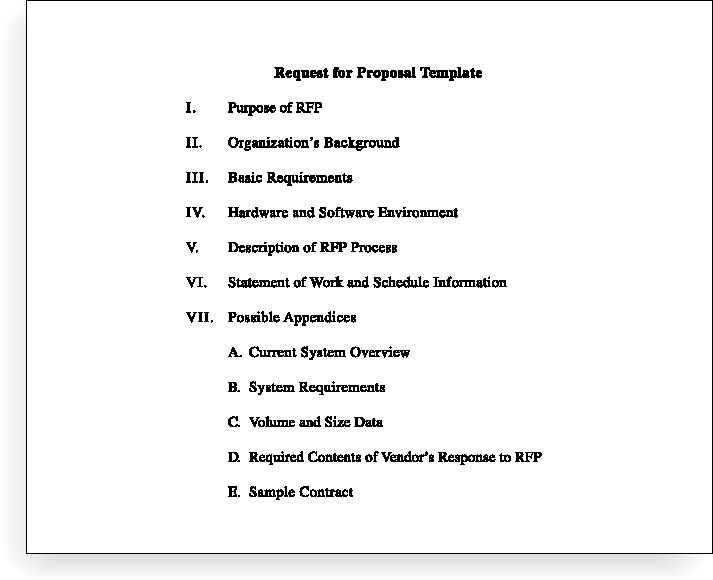 Request for Proposal Template
I. Purpose of RFP
II. Organization's Background
III. Basic Requirements
IV. Hardware and Software Environment
V. Description of RFP Process
VI. Statement of Work and Schedule Information
VII. Possible Appendices
A. Current System Overview
B. System Requirements
C. Volume and Size Data
D. Required Contents of Vendor's Response to RFP
E. Sample Contract